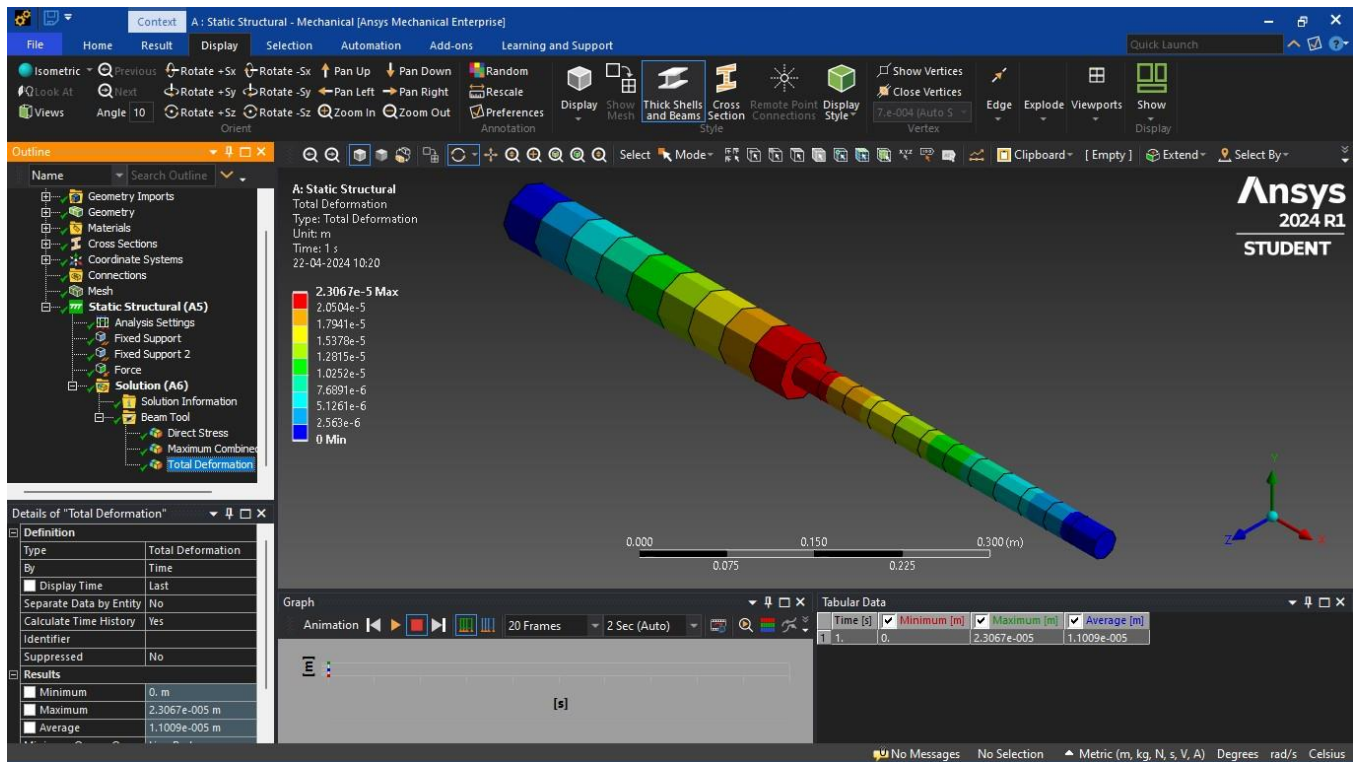 Context
A : Static Structural - Mechanical [Ansys Mechanical Enterprise]
File Home Result Display Selection Automation Add-ons Learning and Support
Quick Launch
Isometric Previous Rotate +Sx Rotate -Sx Pan Up Pan Down Random Show Vertices
Look At Next Rotate +Sy Rotate -Sy Pan Left Pan Right Rescale Close Vertices
Views Angle 10 Rotate +Sz Rotate -Sz Zoom In Zoom Out Preferences 7.e-004 (Auto S
Display Show Mesh Thick Shells and Beams Cross Section Remote Point Connections Display Style Edge Explode Viewports Show
Orient Annotation Style Vertex Display
Outline
Name Search Outline
Geometry Imports
Geometry
Materials
Cross Sections
Coordinate Systems
Connections
Mesh
Static Structural (A5)
Analysis Settings
Fixed Support
Fixed Support 2
Force
Solution (A6)
Solution Information
Beam Tool
Direct Stress
Maximum Combined
Total Deformation
Select Mode Clipboard [ Empty ] Extend Select By
A: Static Structural
Total Deformation
Type: Total Deformation
Unit: m
Time: 1 s
22-04-2024 10:20
2.3067e-5 Max
2.0504e-5
1.7941e-5
1.5378e-5
1.2815e-5
1.0252e-5
7.6891e-6
5.1261e-6
2.563e-6
0 Min
Ansys
2024 R1
STUDENT
0.000 0.150 0.300 (m)
0.075 0.225
Y
Z X
Details of "Total Deformation"
Definition
Type Total Deformation
By Time
Display Time Last
Separate Data by Entity No
Calculate Time History Yes
Identifier
Suppressed No
Results
Minimum 0. m
Maximum 2.3067e-005 m
Average 1.1009e-005 m
Graph
Animation 20 Frames 2 Sec (Auto)
[m]
[s]
Tabular Data
Time [s] Minimum [m] Maximum [m] Average [m]
1 1. 0. 2.3067e-005 1.1009e-005
No Messages No Selection Metric (m, kg, N, s, V, A) Degrees rad/s Celsius